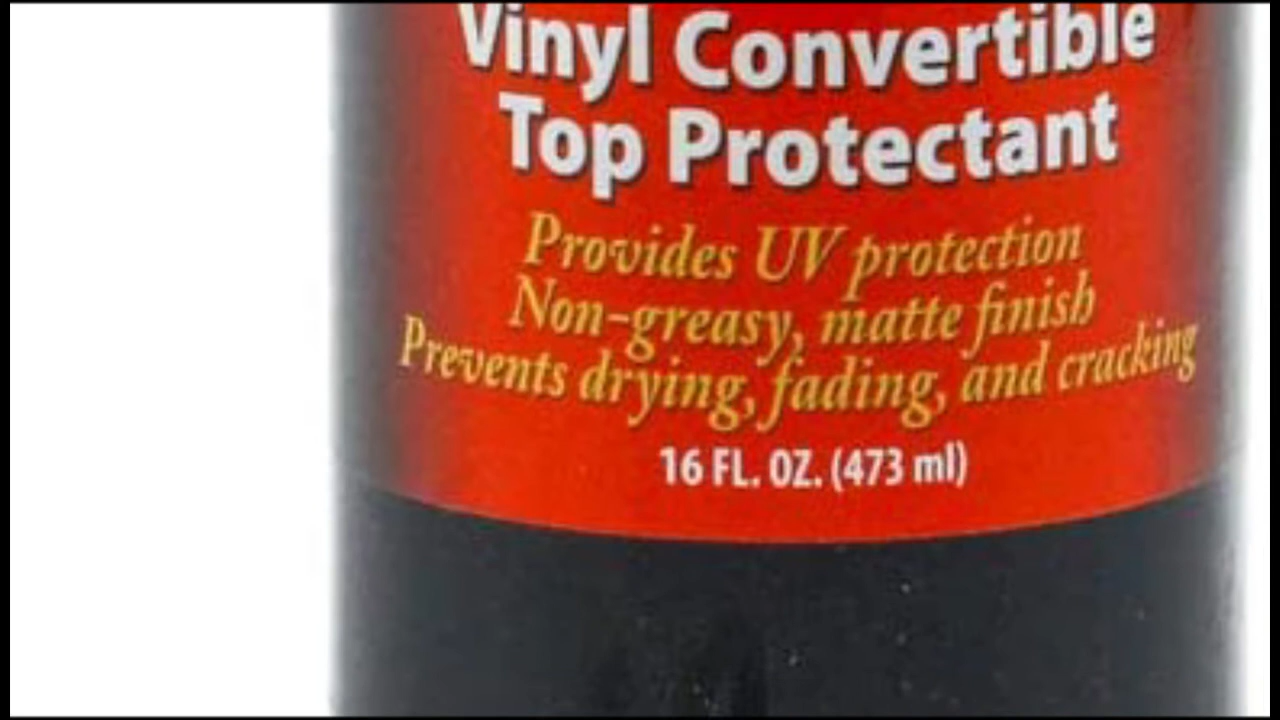 Vinyl Convertible
Top Protectant
Provides UV protection
Non-greasy, matte finish
Prevents drying, fading, and cracking
16 FL. OZ. (473 ml)